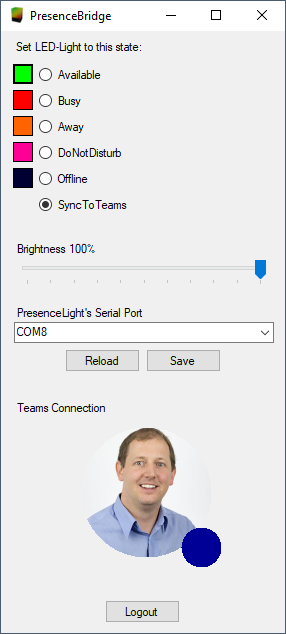 PresenceBridge
Set LED-Light to this state:
Available
Busy
Away
DoNotDisturb
Offline
SyncToTeams
Brightness 100%
PresenceLight's Serial Port
COM8
Reload Save
Teams Connection
Logout